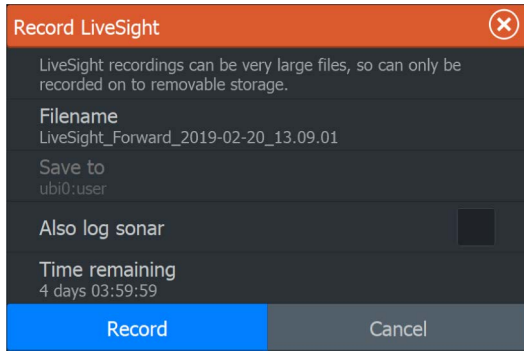 Record LiveSight
LiveSight recordings can be very large files, so can only be
recorded on to removable storage.
Filename
LiveSight_Forward_2019-02-20_13.09.01
Save to
ubi0:user
Also log sonar
Time remaining
4 days 03:59:59
Record Cancel